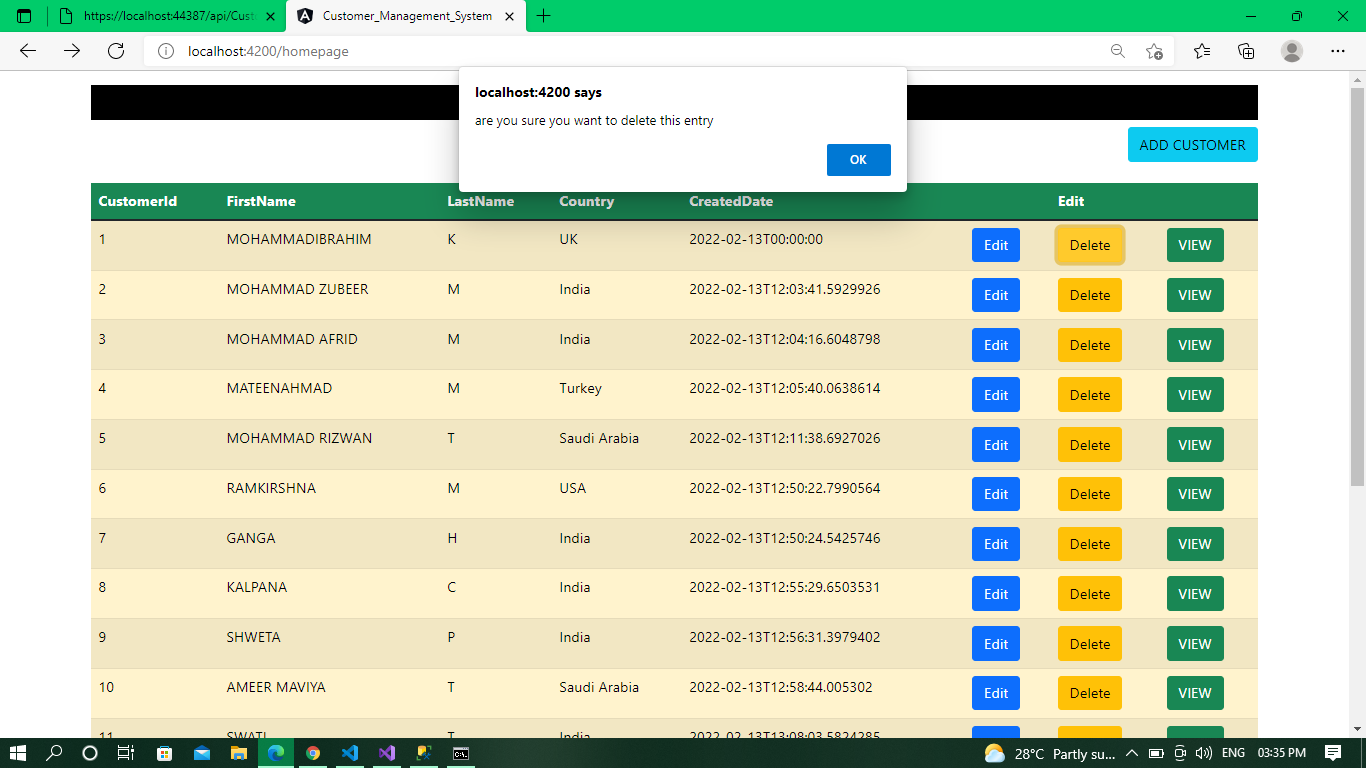 https://localhost:44387/api/Cust
Customer_Management_System
localhost:4200/homepage
localhost:4200 says
are you sure you want to delete this entry
OK
ADD CUSTOMER
CustomerId FirstName LastName Country CreatedDate Edit
1 MOHAMMADIBRAHIM K UK 2022-02-13T00:00:00 Edit Delete VIEW
2 MOHAMMAD ZUBEER M India 2022-02-13T12:03:41.5929926 Edit Delete VIEW
3 MOHAMMAD AFRID M India 2022-02-13T12:04:16.6048798 Edit Delete VIEW
4 MATEENAHMAD M Turkey 2022-02-13T12:05:40.0638614 Edit Delete VIEW
5 MOHAMMAD RIZWAN T Saudi Arabia 2022-02-13T12:11:38.6927026 Edit Delete VIEW
6 RAMKIRSHNA M USA 2022-02-13T12:50:22.7990564 Edit Delete VIEW
7 GANGA H India 2022-02-13T12:50:24.5425746 Edit Delete VIEW
8 KALPANA C India 2022-02-13T12:55:29.6503531 Edit Delete VIEW
9 SHWETA P India 2022-02-13T12:56:31.3979402 Edit Delete VIEW
10 AMEER MAVIYA T Saudi Arabia 2022-02-13T12:58:44.005302 Edit Delete VIEW
11 SWATI T India 2022-02-13T13:08:03.5824285
28°C Partly su... ENG 03:35 PM